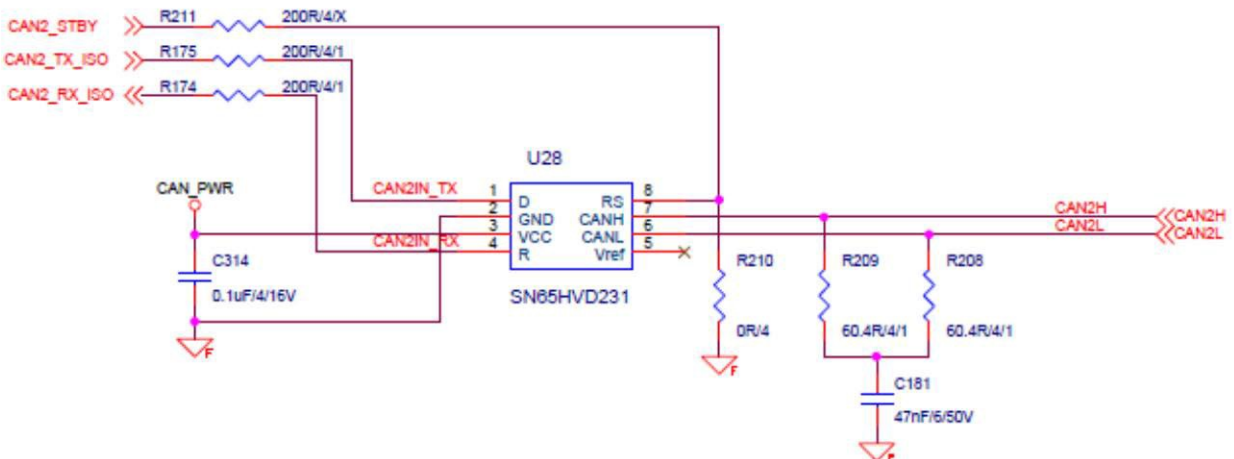 CAN2_STBY R211 200R/4/X
CAN2_TX_ISO R175 200R/4/1
CAN2_RX_ISO R174 200R/4/1
U28
CAN_PWR
CAN2IN_TX 1 D RS 8
2 GND CANH 7 CAN2H CAN2H
3 VCC CANL 6 CAN2L CAN2L
CAN2IN_RX 4 R Vref 5
C314
0.1uF/4/16V
SN65HVD231
R210 R209 R208
0R/4 60.4R/4/1 60.4R/4/1
F
F
C181
47nF/6/50V
F